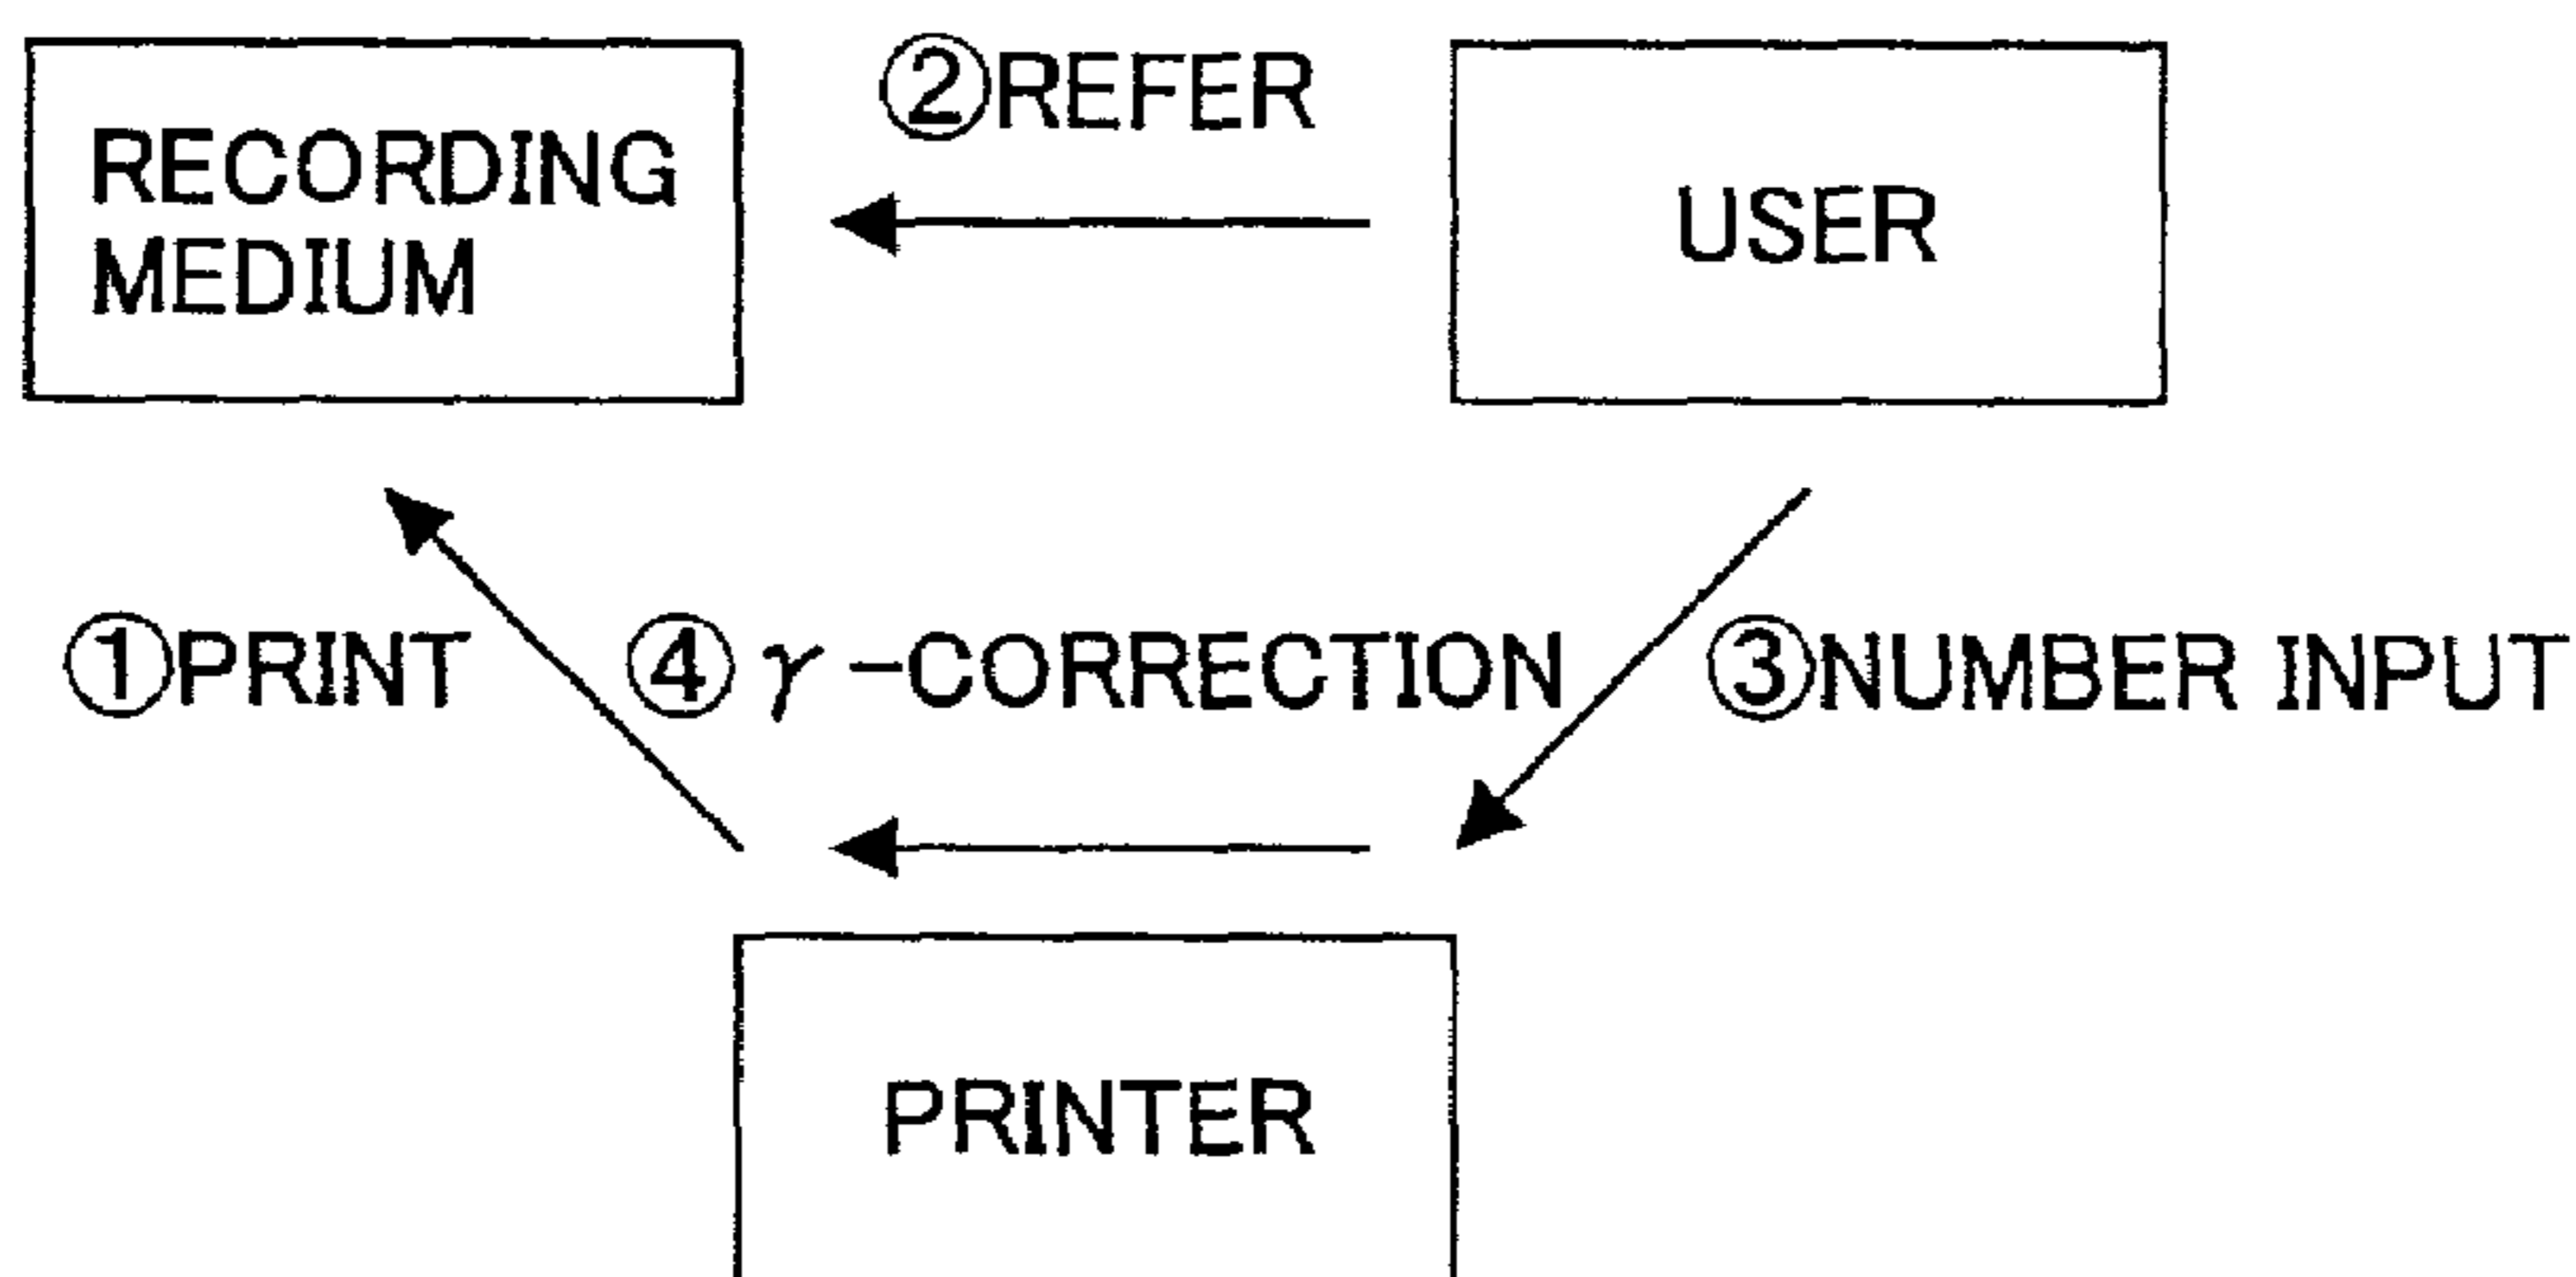 ②REFER
RECORDING
MEDIUM
USER
①PRINT
④γ-CORRECTION
③NUMBER INPUT
PRINTER